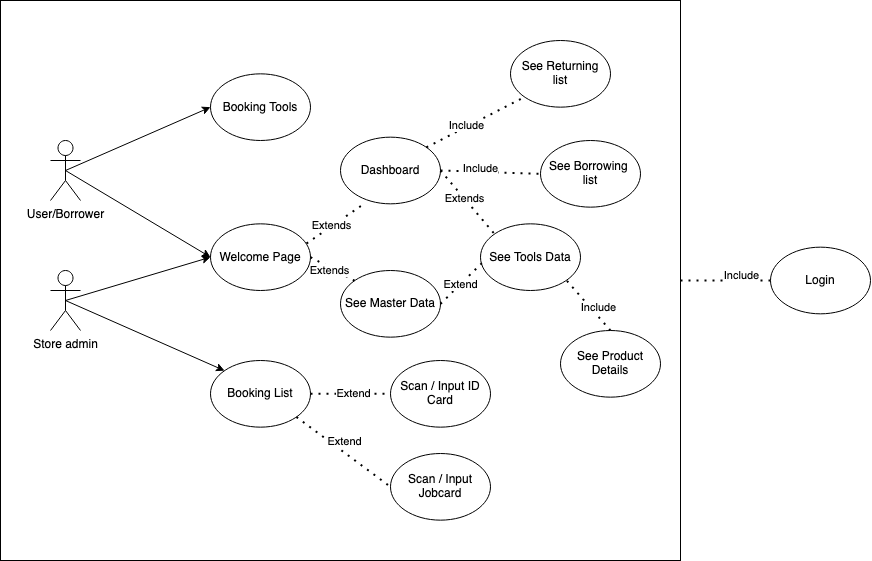 See Returning
list
Booking Tools
Include
Dashboard
Include
See Borrowing
list
Extends
User/Borrower
Extends
Welcome Page
See Tools Data
Extends
Extend
Include
Login
See Master Data
Include
Store admin
See Product
Details
Booking List
Extend
Scan / Input ID
Card
Extend
Scan / Input
Jobcard